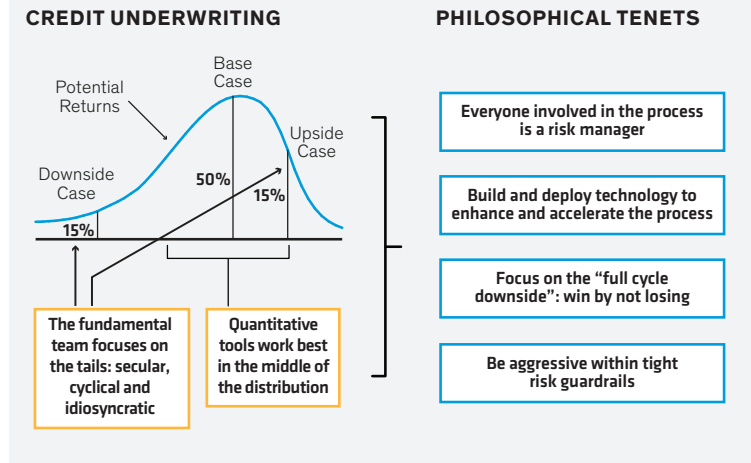 CREDIT UNDERWRITING
Potential
Returns
Base
Case
Upside
Case
Downside
Case
50%
15%
15%
The fundamental
team focuses on
the tails: secular,
cyclical and
idiosyncratic
Quantitative
tools work best
in the middle of
the distribution
PHILOSOPHICAL TENETS
Everyone involved in the process
is a risk manager
Build and deploy technology to
enhance and accelerate the process
Focus on the “full cycle
downside”: win by not losing
Be aggressive within tight
risk guardrails